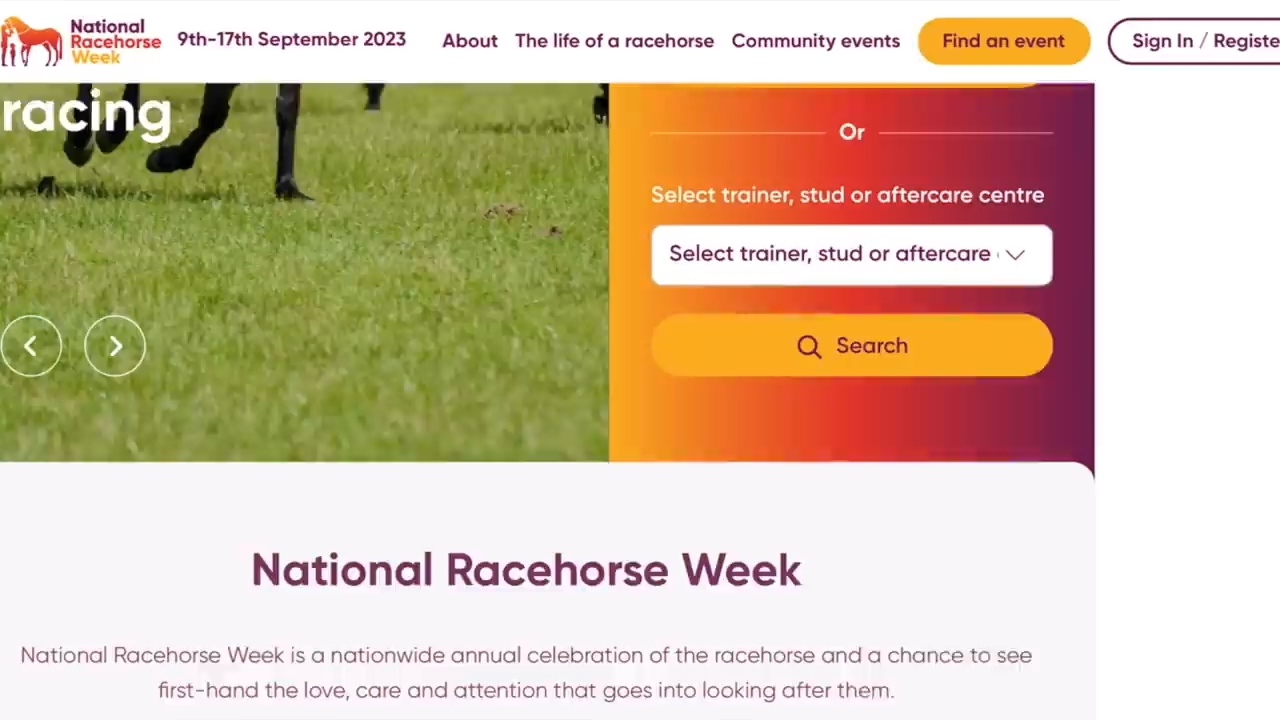 National
Racehorse
Week
9th-17th September 2023
About
The life of a racehorse
Community events
Find an event
Sign In / Registe
racing
Or
Select trainer, stud or aftercare centre
Select trainer, stud or aftercare
Search
National Racehorse Week
National Racehorse Week is a nationwide annual celebration of the racehorse and a chance to see
first-hand the love, care and attention that goes into looking after them.